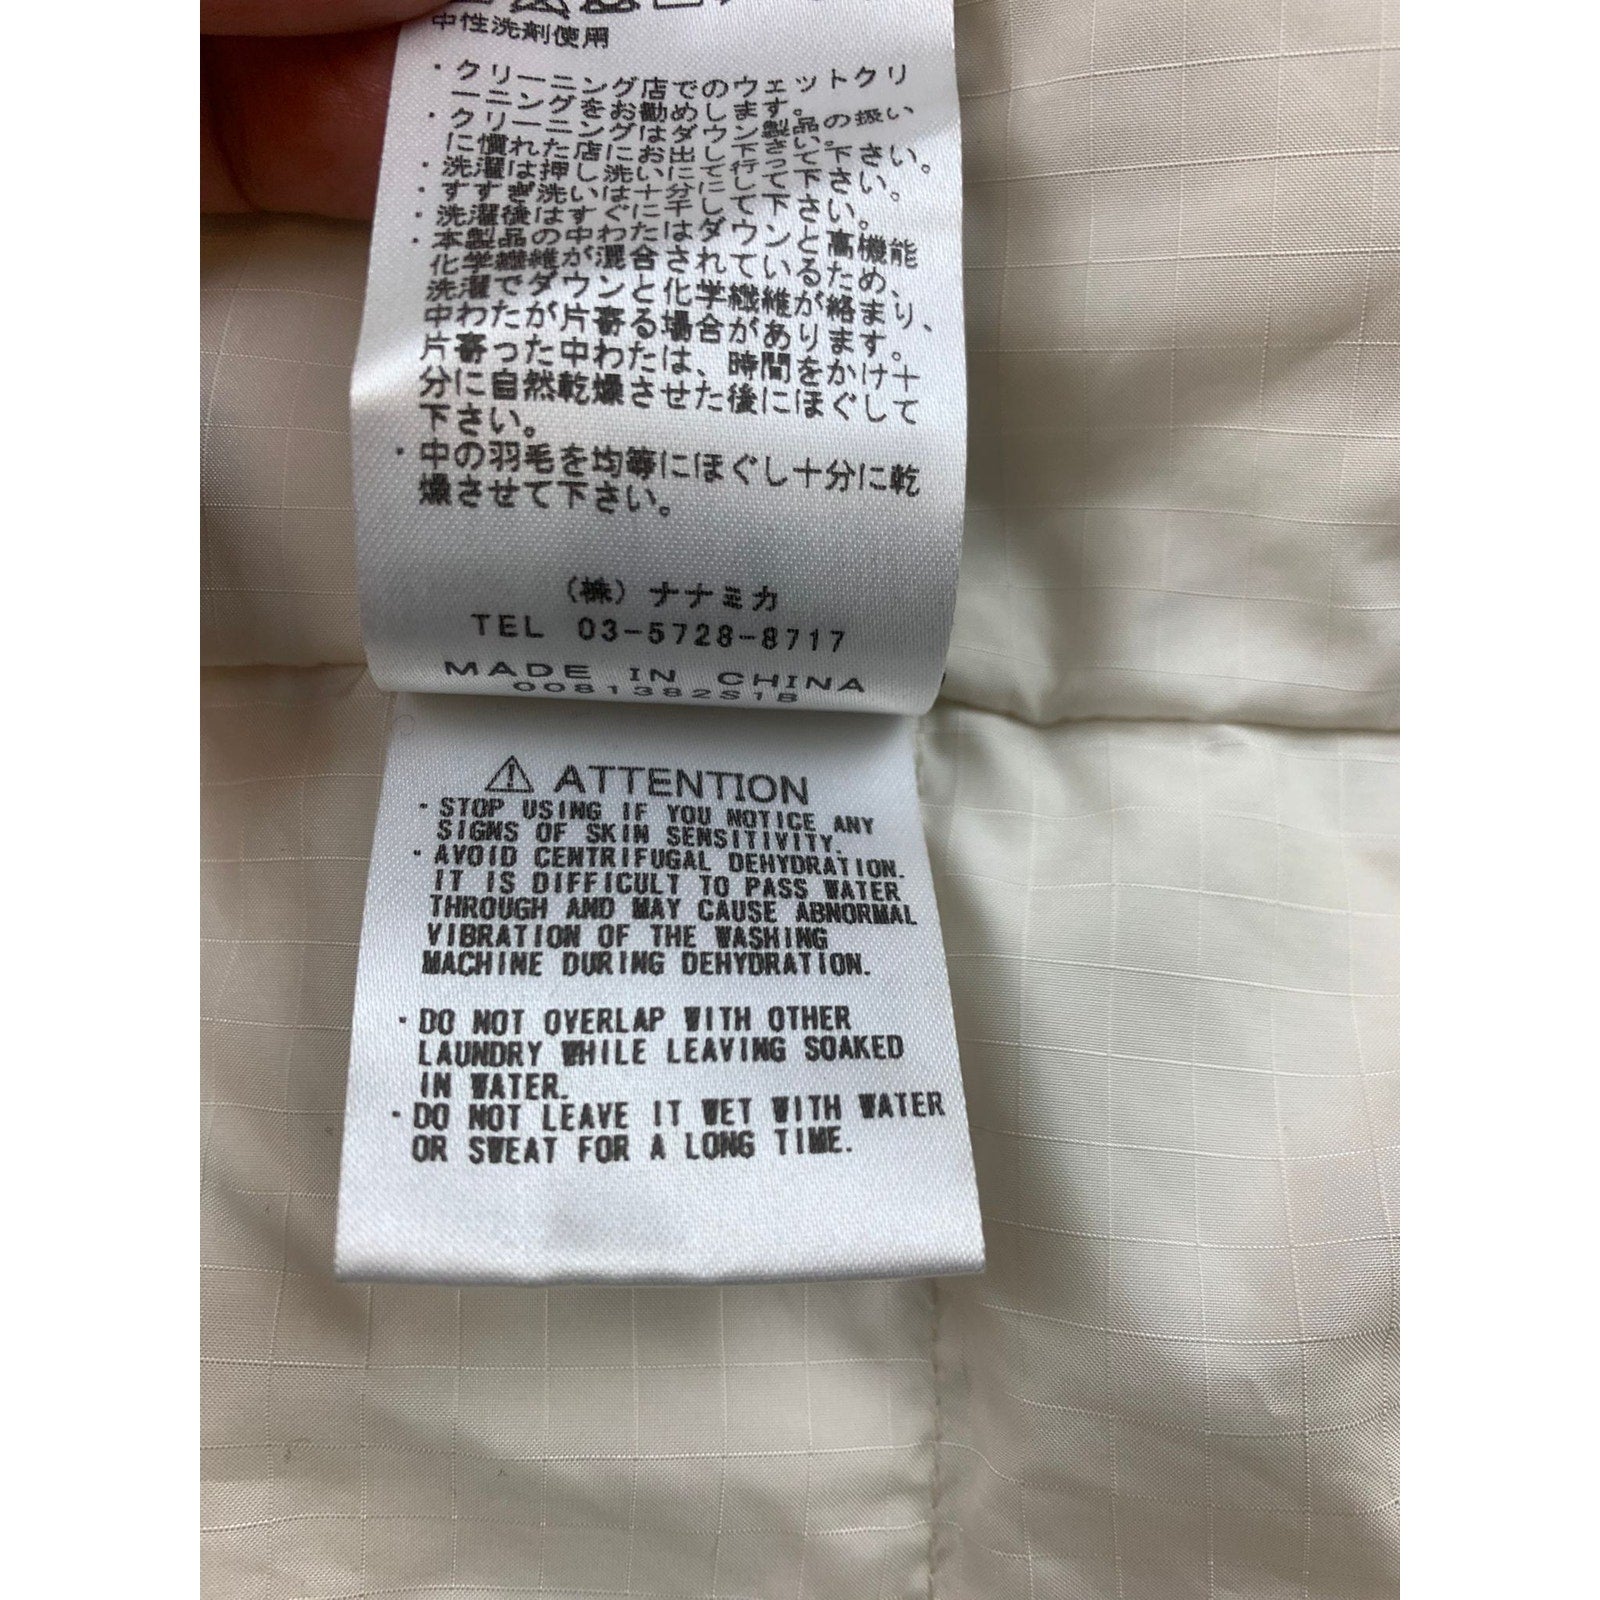 中性洗剤使用
・クリーニング店でのウェットクリ
ーニングをお勧めします。
・クリーニングはダウン製品の扱い
に慣れた店にお出し下さい。
・洗濯は押し洗いにて行って下さい。
・すすぎ洗いは十分にして下さい。
・洗濯後はすぐに干して下さい。
・本製品の中わたはダウンと高機能
化学繊維が混合されているため、
洗濯でダウンと化学繊維が絡まり、
中わたが片寄る場合があります。
片寄った中わたは、時間をかけ十
分に自然乾燥させた後にほぐして
下さい。
・中の羽毛を均等にほぐし十分に乾
燥させて下さい。
(株)ナナミカ
TEL 03-5728-8717
MADE IN CHINA
0081382S1B
⚠ ATTENTION
・STOP USING IF YOU NOTICE ANY
SIGNS OF SKIN SENSITIVITY.
・AVOID CENTRIFUGAL DEHYDRATION.
IT IS DIFFICULT TO PASS WATER
THROUGH AND MAY CAUSE ABNORMAL
VIBRATION OF THE WASHING
MACHINE DURING DEHYDRATION.
・DO NOT OVERLAP WITH OTHER
LAUNDRY WHILE LEAVING SOAKED
IN WATER.
・DO NOT LEAVE IT WET WITH WATER
OR SWEAT FOR A LONG TIME.